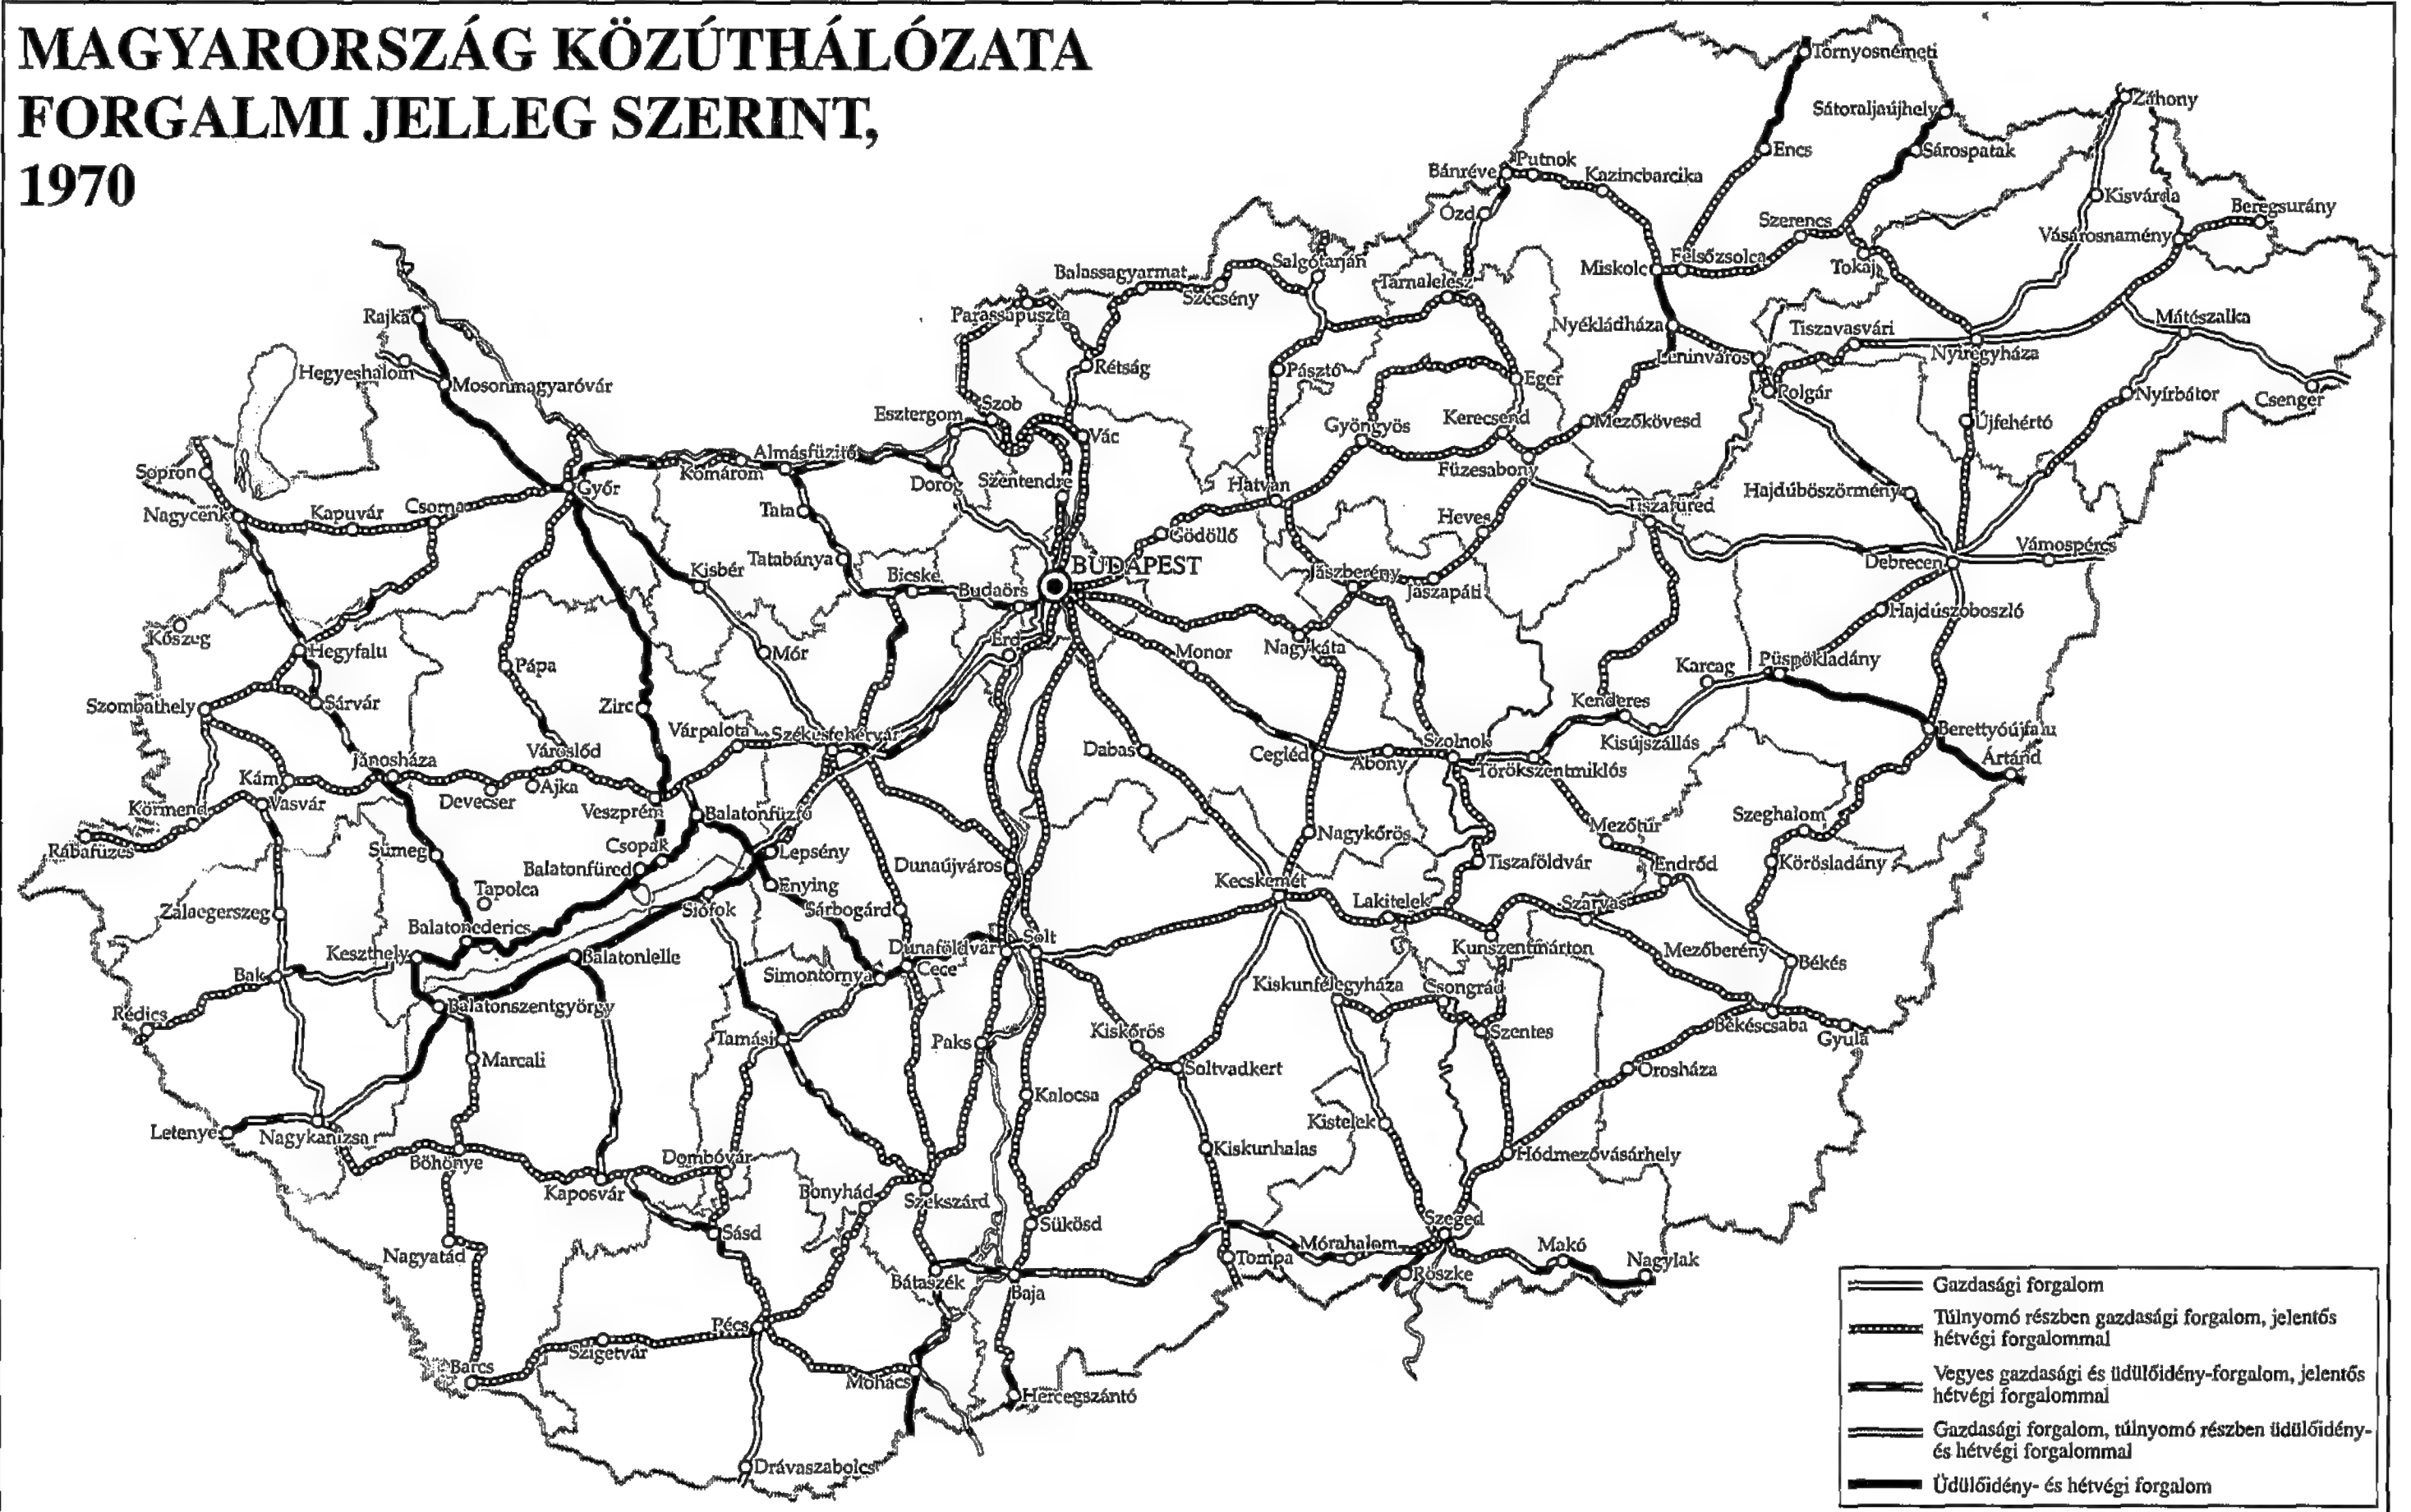 MAGYARORSZÁG KÖZÚTHÁLÓZATA
FORGALMI JELLEG SZERINT,
1970
Tornyosnémeti
Záhony
Sátoraljaújhely
Encs
Sárospatak
Putnok
Bánréve
Kazincbarcika
Kisvárda
Ózd
Beregsurány
Szerencs
Vásárosnamény
Miskolc
Felsőzsolca
Tokaj
Salgótarján
Balassagyarmat
Szécsény
Tarnalelesz
Rajka
Parassapuszta
Nyékládháza
Tiszavasvári
Mátészalka
Hegyeshalom
Mosonmagyaróvár
Rétság
Pásztó
Eger
Leninváros
Nyíregyháza
Polgár
Nyírbátor
Csenger
Esztergom
Szob
Vác
Gyöngyös
Kerecsend
Mezőkövesd
Újfehértó
Sopron
Komárom
Almásfüzitő
Dorog
Szentendre
Hatvan
Füzesabony
Hajdúböszörmény
Győr
Nagycenk
Kapuvár
Csorna
Tata
Gödöllő
Heves
Tiszafüred
Tatabánya
Kisbér
Bicske
Budaörs
BUDAPEST
Jászberény
Jászapáti
Debrecen
Vámospércs
Hajdúszoboszló
Kőszeg
Hegyfalu
Érd
Mór
Pápa
Monor
Nagykáta
Karcag
Püspökladány
Szombathely
Sárvár
Zirc
Kenderes
Várpalota
Székesfehérvár
Dabas
Cegléd
Abony
Szolnok
Kisújszállás
Törökszentmiklós
Berettyóújfalu
Ártánd
Jánosháza
Városlőd
Kám
Devecser
Ajka
Veszprém
Körmend
Vasvár
Balatonfűzfő
Nagykőrös
Mezőtúr
Szeghalom
Rábafüzes
Sümeg
Csopak
Lepsény
Balatonfüred
Dunaújváros
Tiszaföldvár
Endrőd
Körösladány
Tapolca
Enying
Kecskemét
Zalaegerszeg
Siófok
Sárbogárd
Lakitelek
Szarvas
Balatonederics
Keszthely
Balatonlelle
Dunaföldvár
Solt
Kunszentmárton
Mezőberény
Bak
Simontornya
Cece
Békés
Kiskunfélegyháza
Csongrád
Rédics
Balatonszentgyörgy
Tamási
Paks
Kiskőrös
Szentes
Békéscsaba
Gyula
Marcali
Soltvadkert
Orosháza
Kalocsa
Letenye
Nagykanizsa
Kistelek
Kiskunhalas
Böhönye
Dombóvár
Hódmezővásárhely
Kaposvár
Bonyhád
Szekszárd
Sükösd
Szeged
Sásd
Nagyatád
Tompa
Mórahalom
Makó
Nagylak
Röszke
Bátaszék
Baja
Pécs
Szigetvár
Barcs
Mohács
Hercegszántó
Drávaszabolcs
Gazdasági forgalom
Túlnyomó részben gazdasági forgalom, jelentős
hétvégi forgalommal
Vegyes gazdasági és üdülőidény-forgalom, jelentős
hétvégi forgalommal
Gazdasági forgalom, túlnyomó részben üdülőidény-
és hétvégi forgalommal
Üdülőidény- és hétvégi forgalom